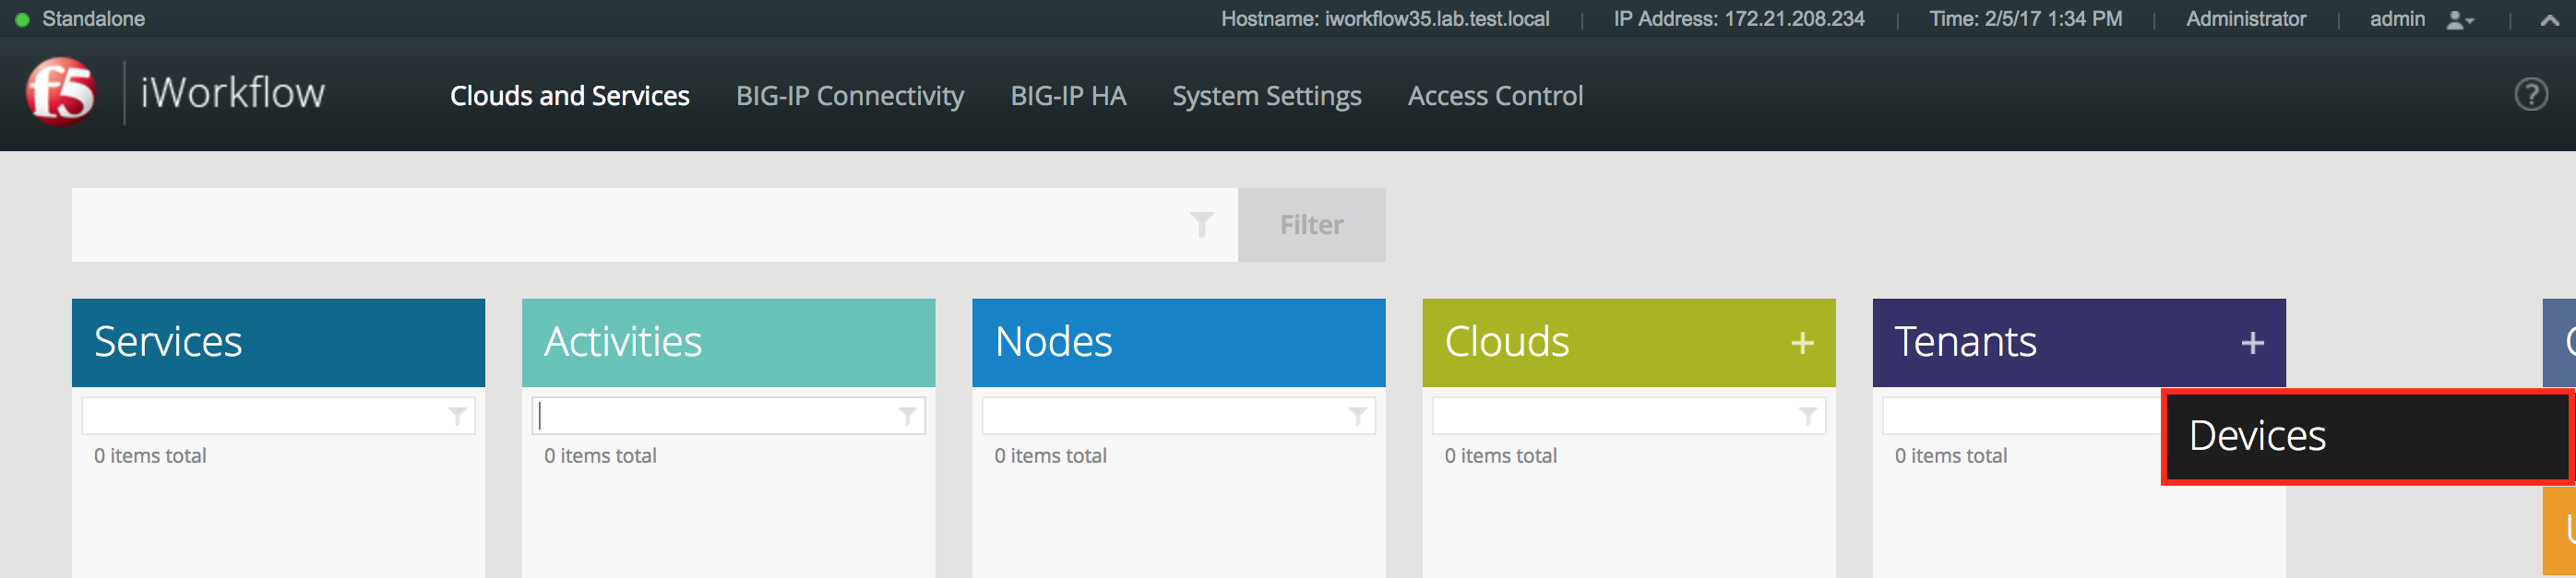 Standalone
Hostname: iworkflow35.lab.test.local
IP Address: 172.21.208.234
Time: 2/5/17 1:34 PM
Administrator
admin
f5 iWorkflow
Clouds and Services
BIG-IP Connectivity
BIG-IP HA
System Settings
Access Control
?
Filter
Services
Activities
Nodes
Clouds +
Tenants +
0 items total
0 items total
0 items total
0 items total
0 items total
Devices